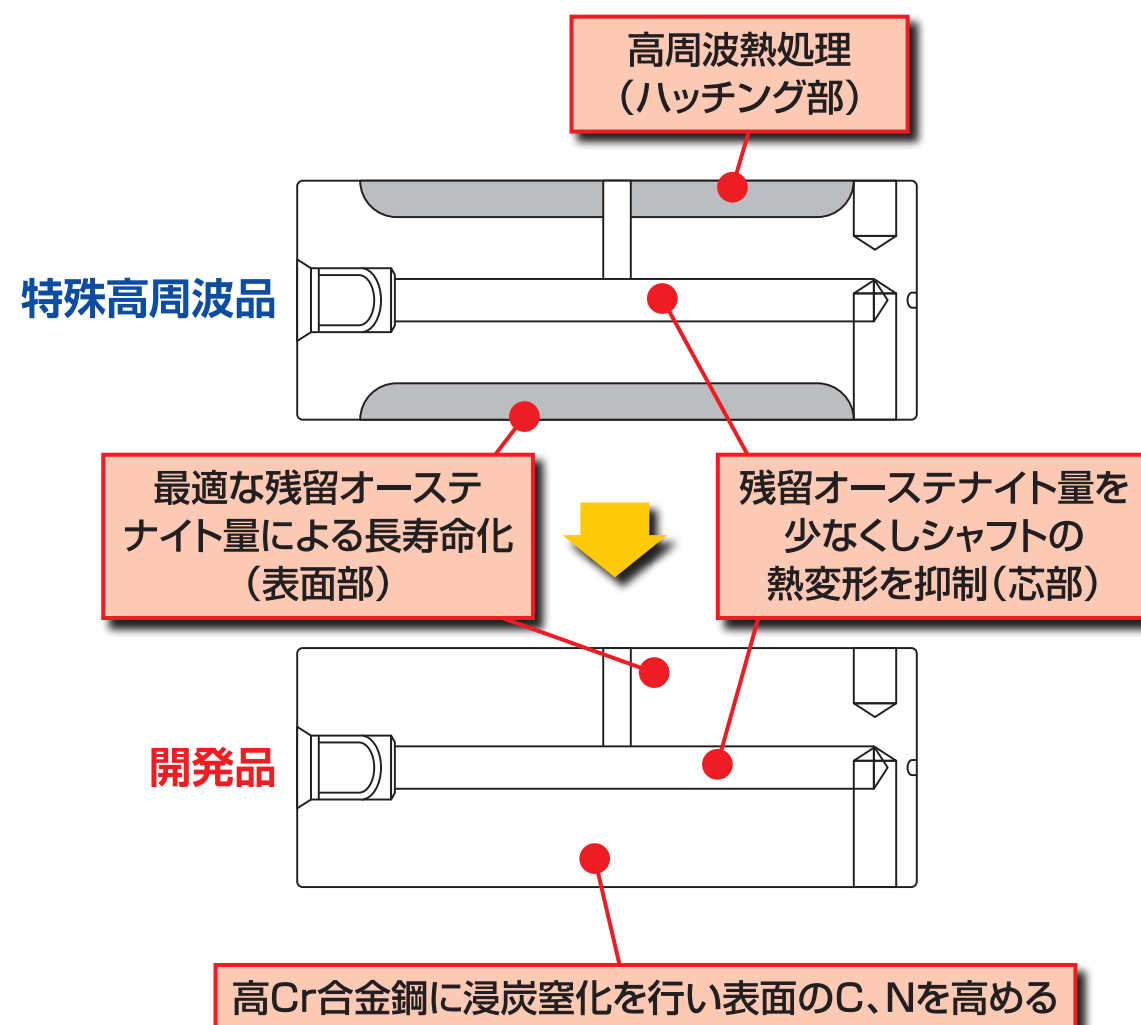 高周波熱処理
（ハッチング部）
特殊高周波品
最適な残留オーステ
ナイト量による長寿命化
（表面部）
残留オーステナイト量を
少なくしシャフトの
熱変形を抑制（芯部）
開発品
高Cr合金鋼に浸炭窒化を行い表面のC、Nを高める